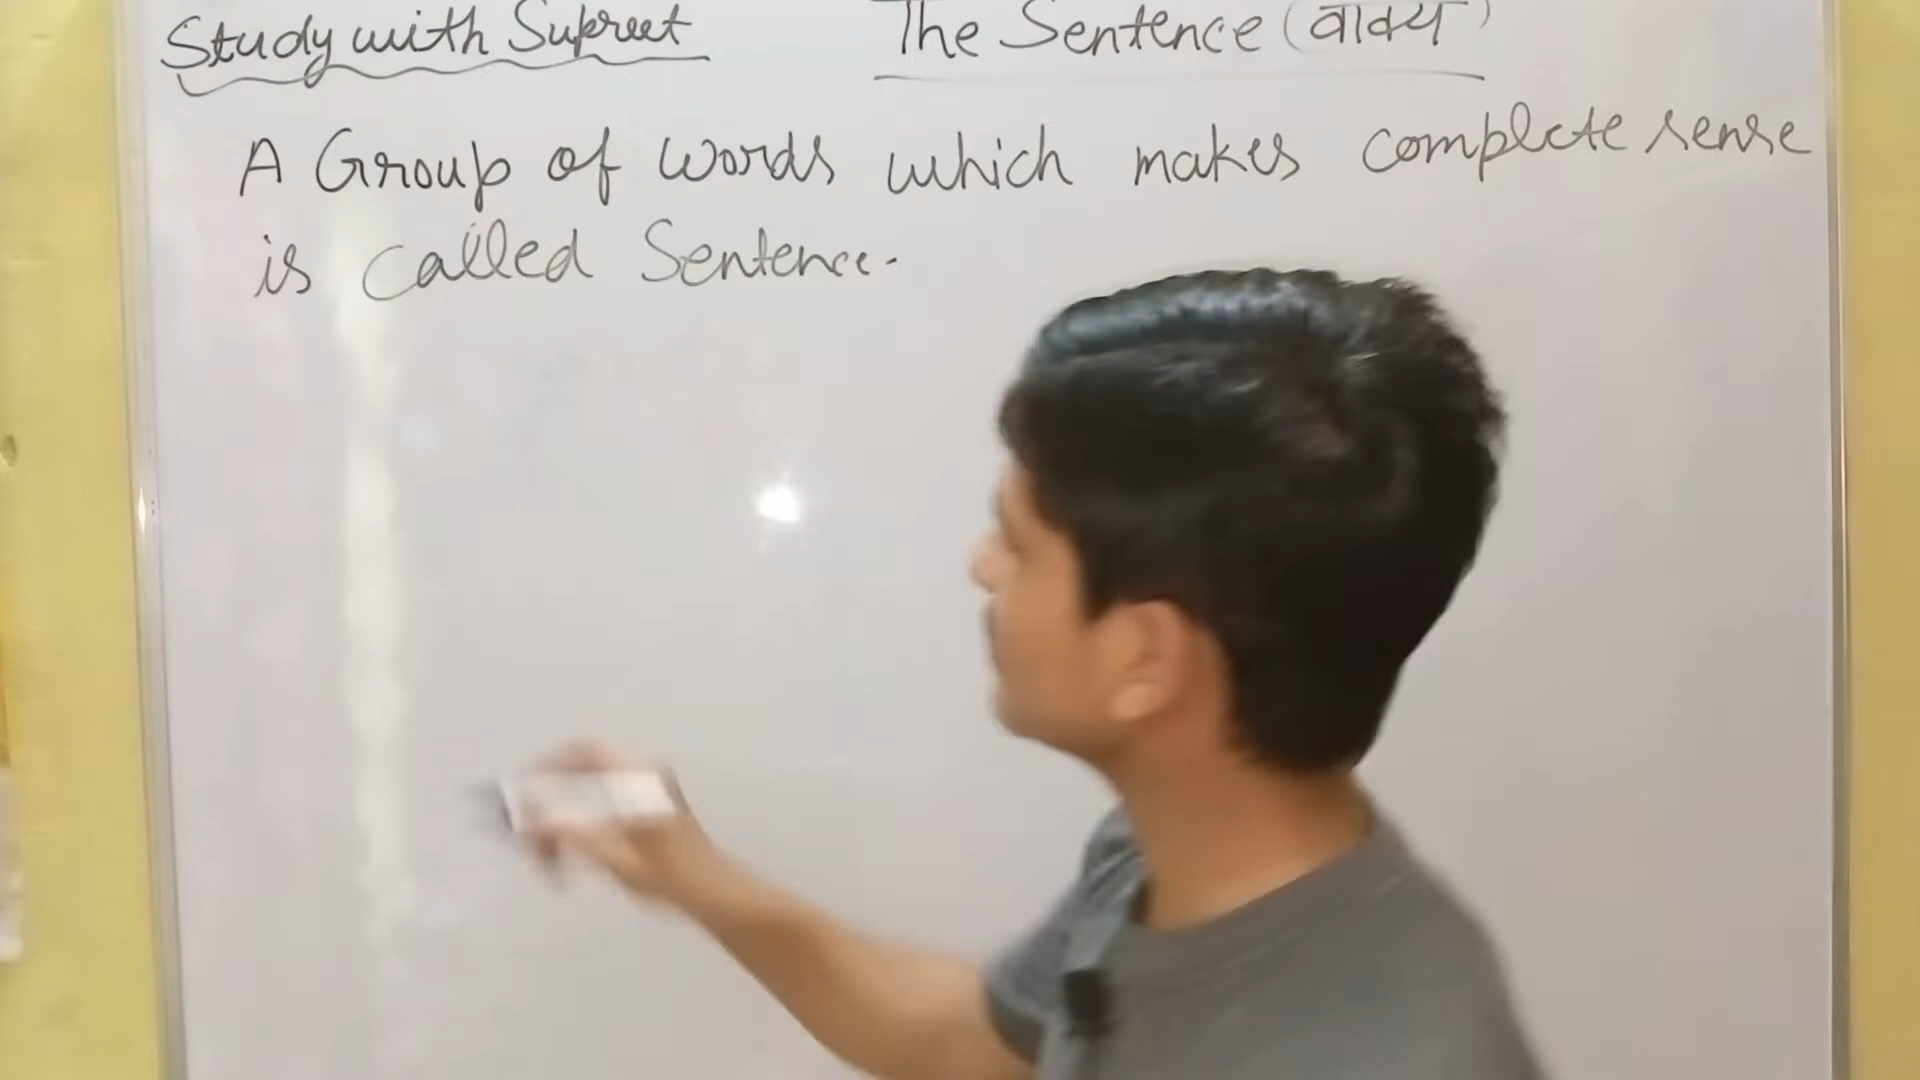 Study with Supreet
The Sentence (वाक्य)
A Group of words which makes complete sense
is called Sentence.